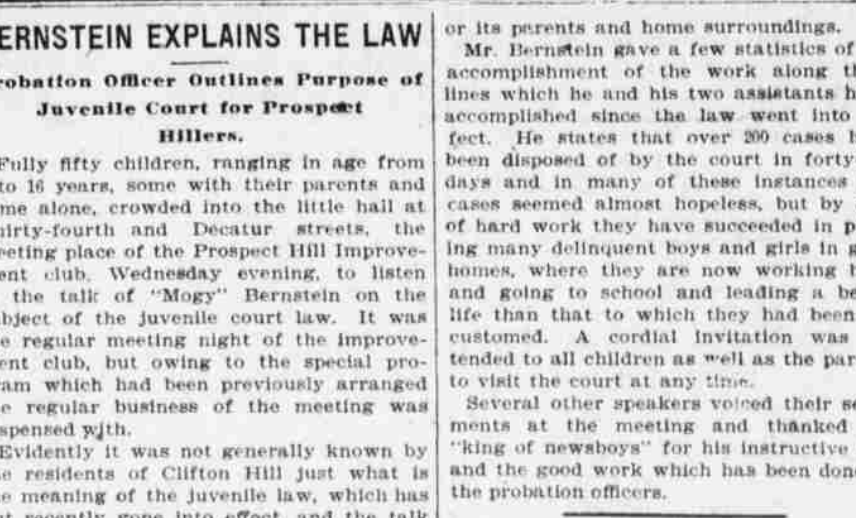 ERNSTEIN EXPLAINS THE LAW
robation Officer Outlines Purpose of
Juvenile Court for Prospect
Hillers.
Fully fifty children, ranging in age from
to 16 years, some with their parents and
me alone, crowded into the little hall at
hirty-fourth and Decatur streets, the
eeting place of the Prospect Hill Improve-
ent club, Wednesday evening, to listen
the talk of "Mogy" Bernstein on the
bject of the juvenile court law. It was
e regular meeting night of the improve-
ent club, but owing to the special pro-
am which had been previously arranged
e regular business of the meeting was
spensed with.
Evidently it was not generally known by
e residents of Clifton Hill just what is
e meaning of the juvenile law, which has
t recently gone into effect, and the talk
or its parents and home surroundings.
Mr. Bernstein gave a few statistics of
accomplishment of the work along th
lines which he and his two assistants h
accomplished since the law went into
fect. He states that over 200 cases h
been disposed of by the court in forty-
days and in many of these instances
cases seemed almost hopeless, but by
of hard work they have succeeded in p
ing many delinquent boys and girls in g
homes, where they are now working h
and going to school and leading a be
life than that to which they had been
customed. A cordial invitation was
tended to all children as well as the par
to visit the court at any time.
Several other speakers voiced their se
ments at the meeting and thanked
"king of newsboys" for his instructive
and the good work which has been done
the probation officers.